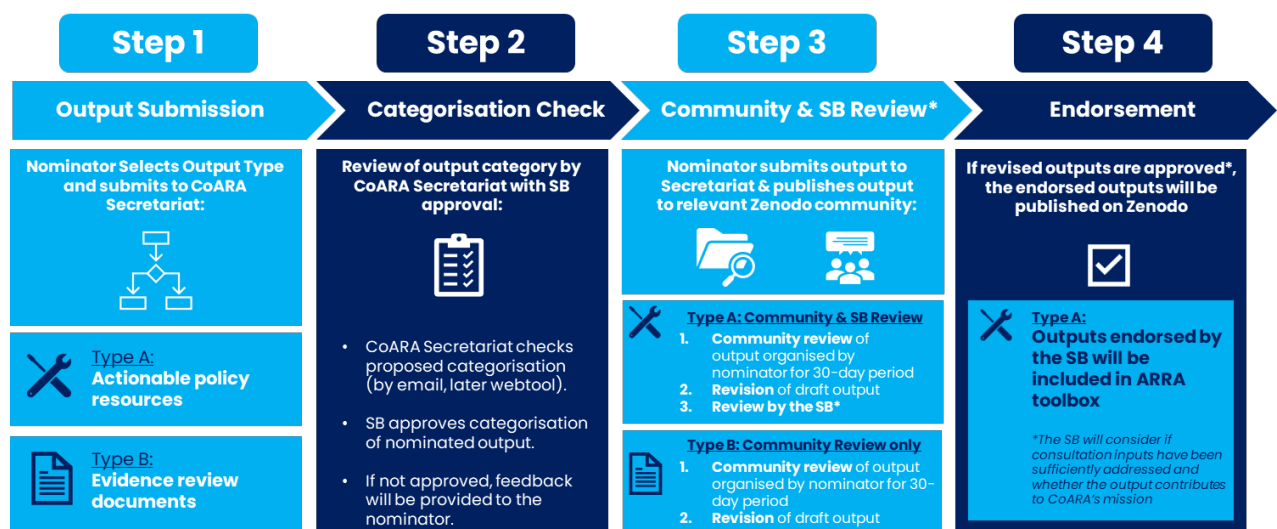 Step 1
Step 2
Step 3
Step 4
Output Submission
Categorisation Check
Community & SB Review*
Endorsement
Nominator Selects Output Type
and submits to CoARA
Secretariat:
Type A:
Actionable policy
resources
Type B:
Evidence review
documents
Review of output category by
CoARA Secretariat with SB
approval:
• CoARA Secretariat checks
proposed categorisation
(by email, later webtool).
• SB approves categorisation
of nominated output.
• If not approved, feedback
will be provided to the
nominator.
Nominator submits output to
Secretariat & publishes output
to relevant Zenodo community:
Type A: Community & SB Review
1. Community review of
output organised by
nominator for 30-day period
2. Revision of draft output
3. Review by the SB*
Type B: Community Review only
1. Community review of output
organised by nominator for 30-
day period
2. Revision of draft output
If revised outputs are approved*,
the endorsed outputs will be
published on Zenodo
Type A:
Outputs endorsed by
the SB will be
included in ARRA
toolbox
*The SB will consider if
consultation inputs have been
sufficiently addressed and
whether the output contributes
to CoARA's mission